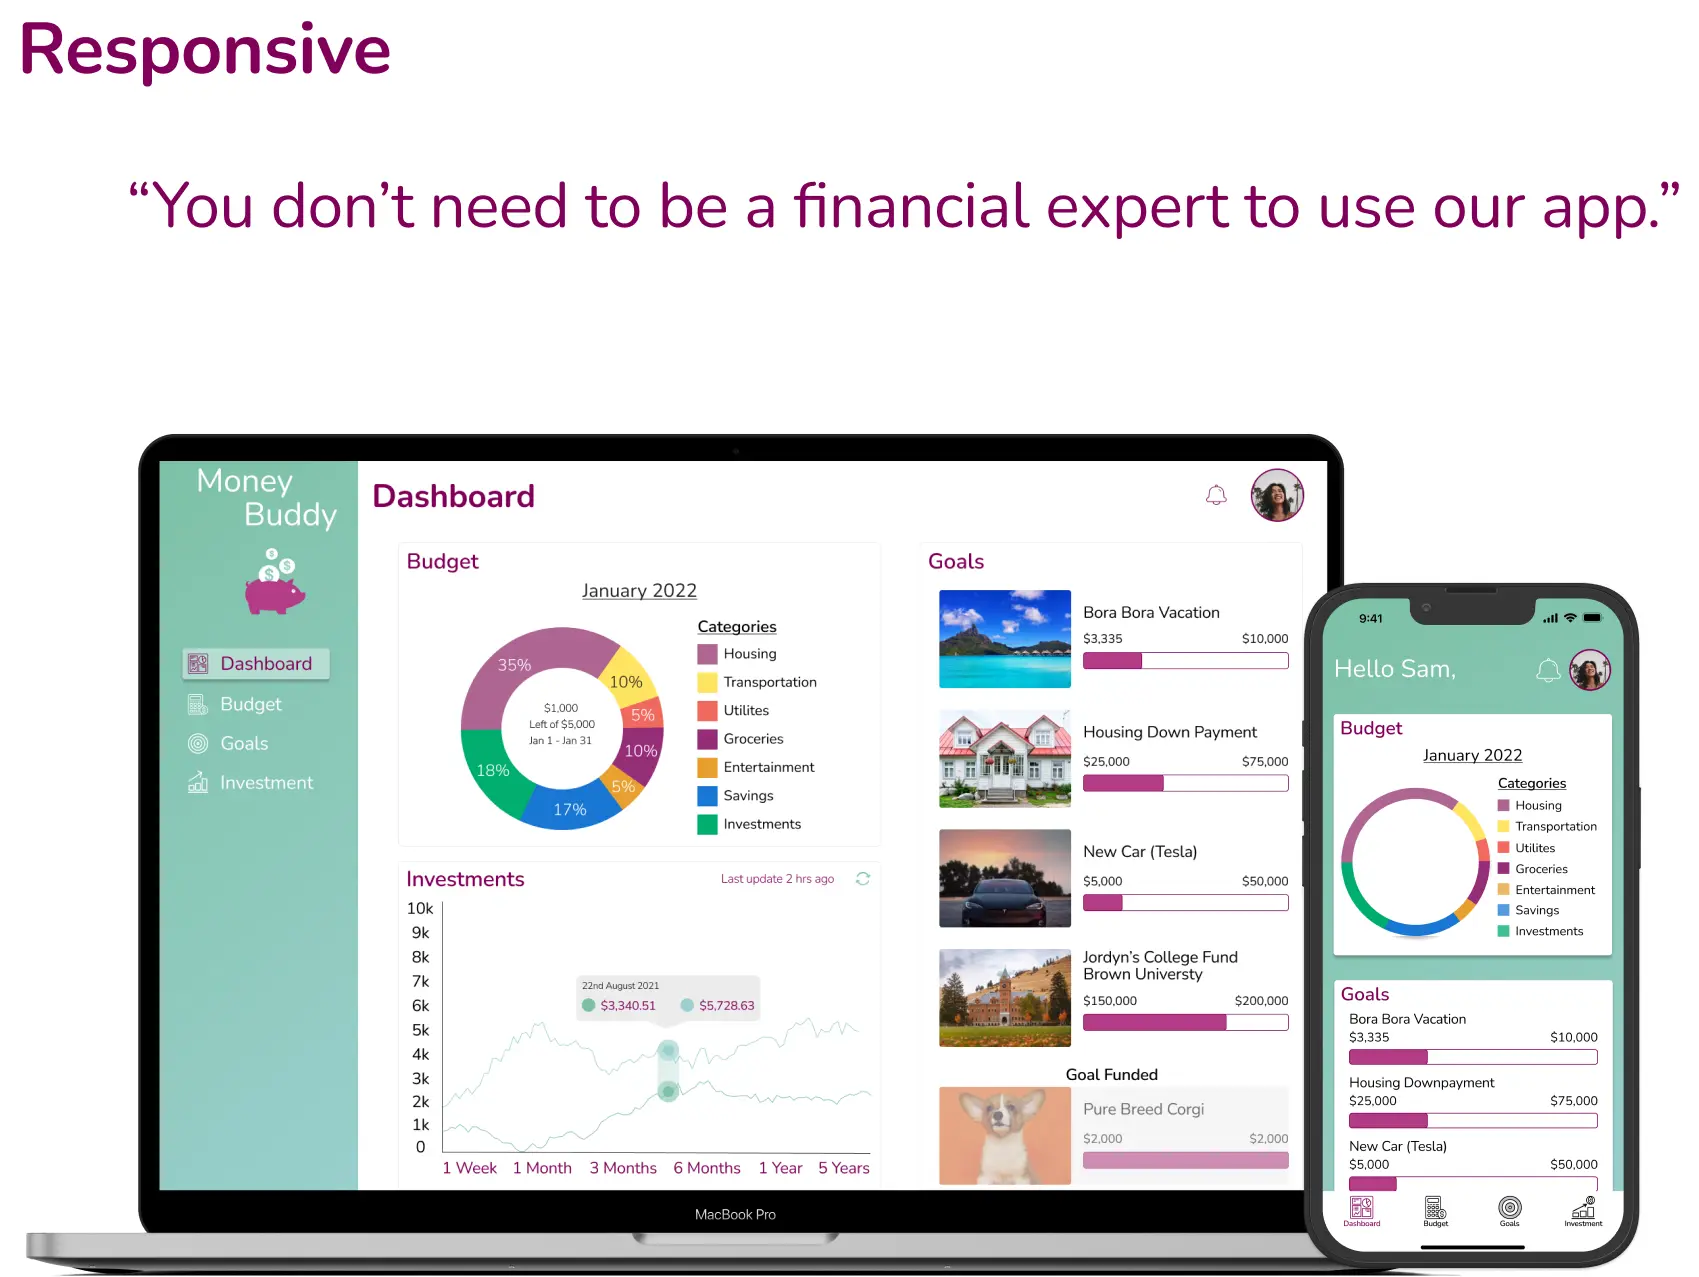 Responsive
“You don’t need to be a financial expert to use our app.”
Money
Buddy
Dashboard
Budget
Goals
Investment
Dashboard
Budget
January 2022
35%
10%
5%
10%
5%
17%
18%
$1,000
Left of $5,000
Jan 1 - Jan 31
Categories
Housing
Transportation
Utilites
Groceries
Entertainment
Savings
Investments
Investments
Last update 2 hrs ago
10k
9k
8k
7k
6k
5k
4k
3k
2k
1k
0
22nd August 2021
$3,340.51 $5,728.63
1 Week 1 Month 3 Months 6 Months 1 Year 5 Years
Goals
Bora Bora Vacation
$3,335 $10,000
Housing Down Payment
$25,000 $75,000
New Car (Tesla)
$5,000 $50,000
Jordyn’s College Fund
Brown Universty
$150,000 $200,000
Goal Funded
Pure Breed Corgi
$2,000 $2,000
MacBook Pro
9:41
Hello Sam,
Budget
January 2022
Categories
Housing
Transportation
Utilites
Groceries
Entertainment
Savings
Investments
Goals
Bora Bora Vacation
$3,335 $10,000
Housing Downpayment
$25,000 $75,000
New Car (Tesla)
$5,000 $50,000
Dashboard Budget Goals Investment